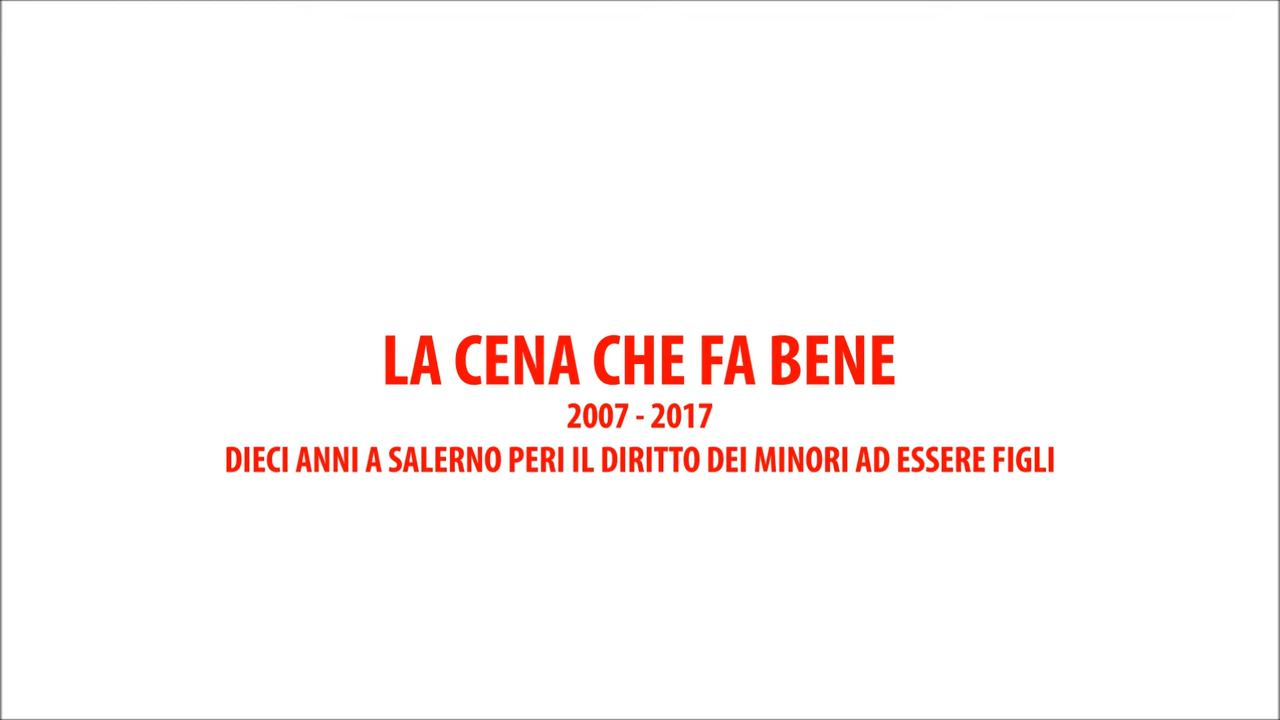 LA CENA CHE FA BENE
2007 - 2017
DIECI ANNI A SALERNO PERI IL DIRITTO DEI MINORI AD ESSERE FIGLI